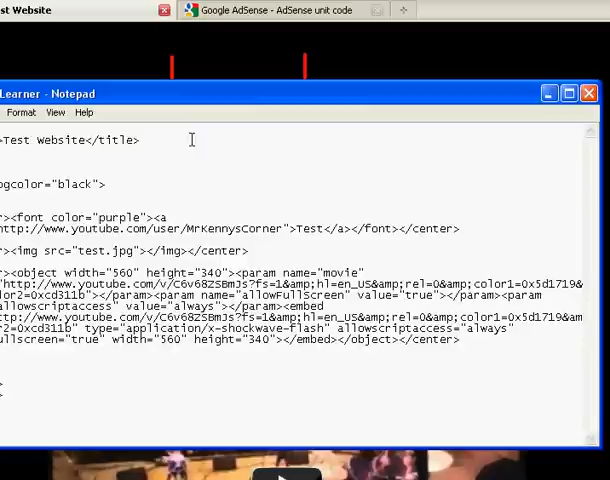 st Website
Google AdSense - AdSense unit code
Learner - Notepad
Format View Help
>Test Website</title>
ogcolor="black">
r><font color="purple"><a
http://www.youtube.com/user/MrKennysCorner">Test</a></font></center>
r><img src="test.jpg"></img></center>
r><object width="560" height="340"><param name="movie"
"http://www.youtube.com/v/C6v68ZSBmJs?fs=1&amp;hl=en_US&amp;rel=0&amp;color1=0x5d1719&
lor2=0xcd311b"></param><param name="allowFullScreen" value="true"></param><param
allowscriptaccess" value="always"></param><embed
ttp://www.youtube.com/v/C6v68ZSBmJs?fs=1&amp;hl=en_US&amp;rel=0&amp;color1=0x5d1719&am
or2=0xcd311b" type="application/x-shockwave-flash" allowscriptaccess="always"
ullscreen="true" width="560" height="340"></embed></object></center>
>
>